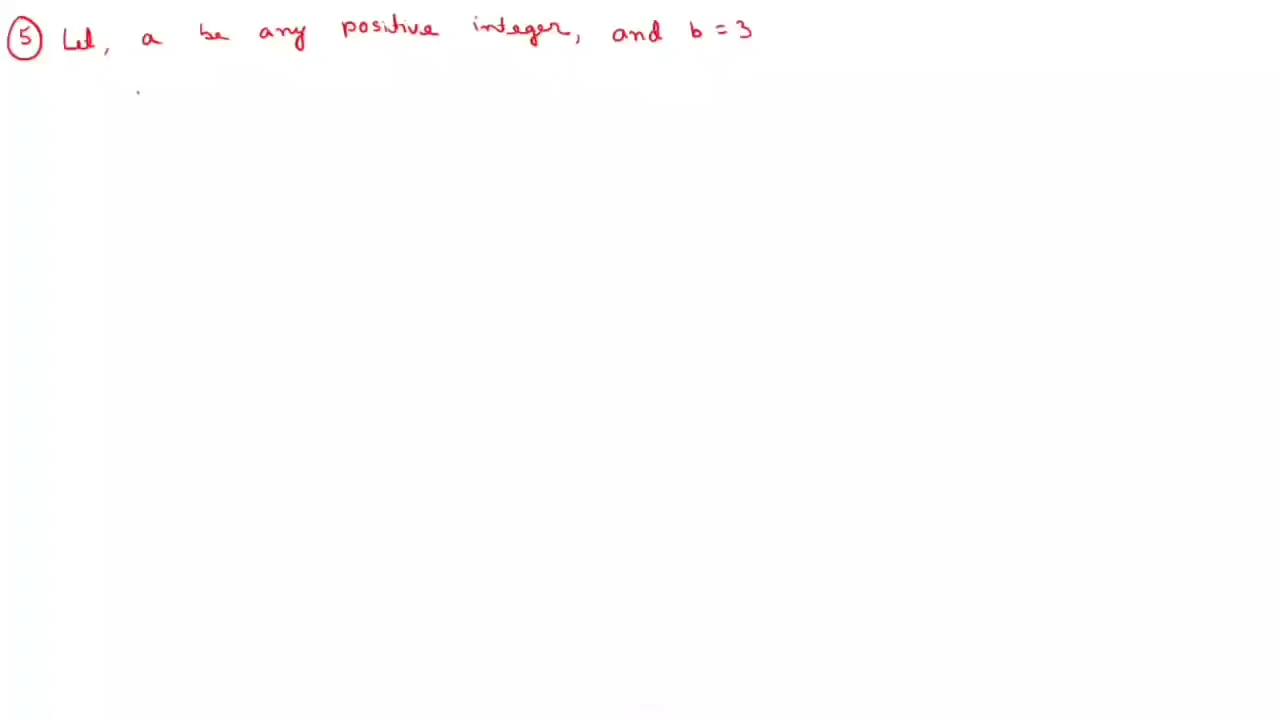 5 Let, a be any positive integer, and b = 3